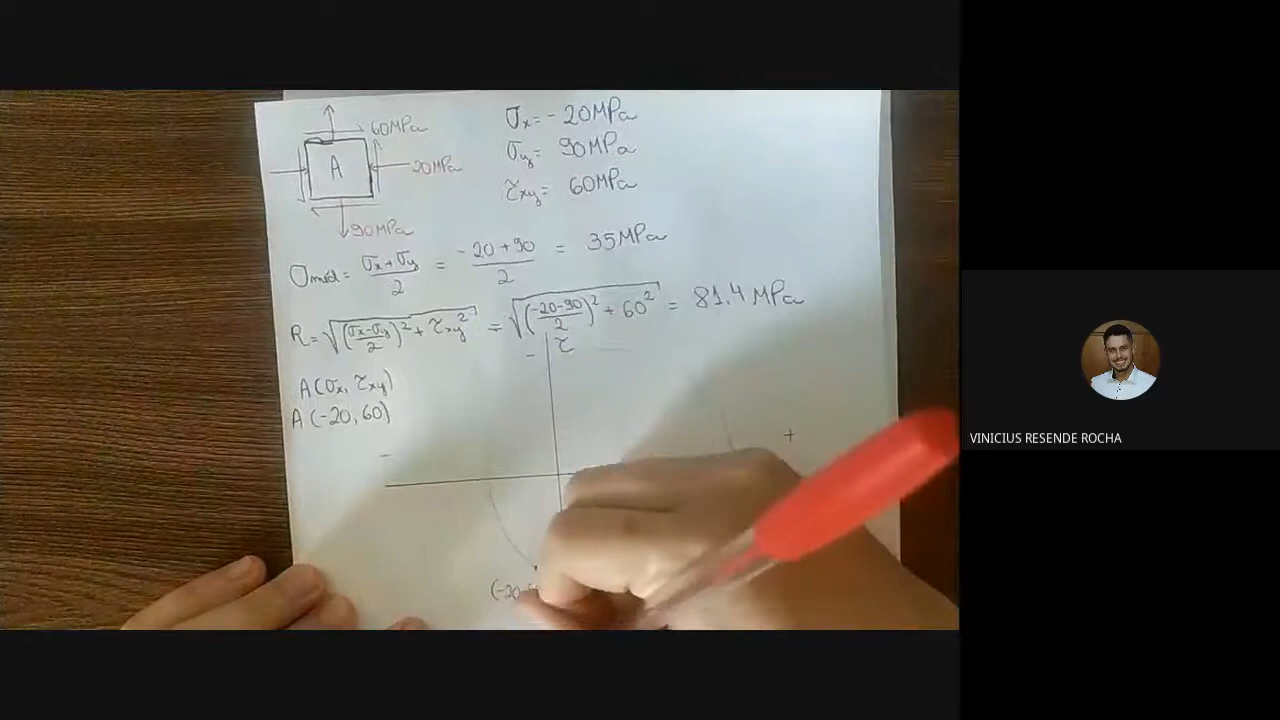 60MPa
A
20MPa
90MPa
σx = -20MPa
σy = 90MPa
τxy = 60MPa
σméd = (σx + σy)/2 = (-20 + 90)/2 = 35MPa
R = √(((σx - σy)/2)² + τxy²) = √(((-20 - 90)/2)² + 60²) = 81.4 MPa
- τ
A(σx, τxy)
A(-20, 60)
+
-
(-20
VINICIUS RESENDE ROCHA